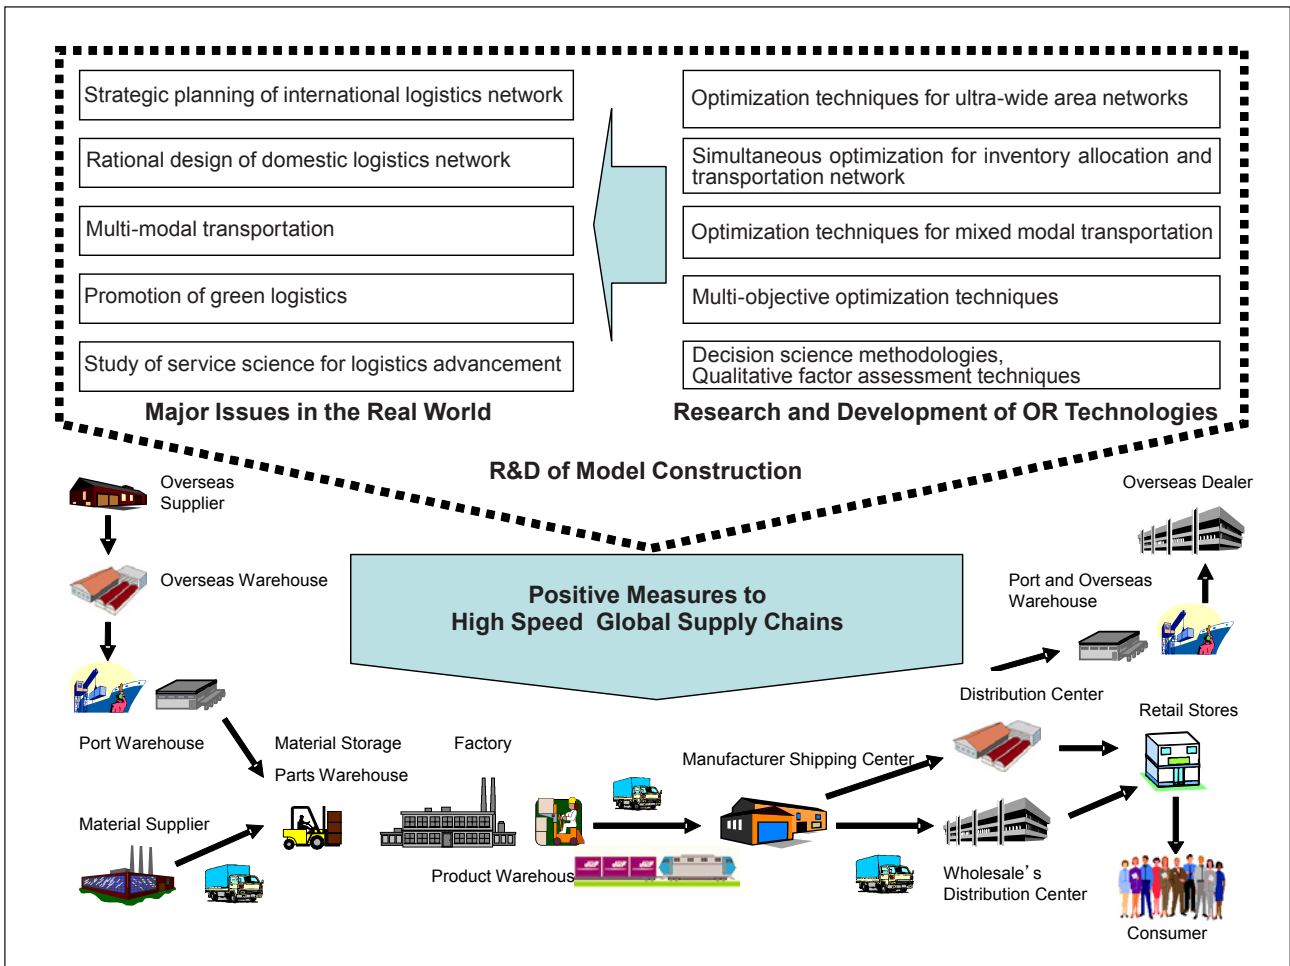 Strategic planning of international logistics network
Rational design of domestic logistics network
Multi-modal transportation
Promotion of green logistics
Study of service science for logistics advancement
Major Issues in the Real World
Optimization techniques for ultra-wide area networks
Simultaneous optimization for inventory allocation and
transportation network
Optimization techniques for mixed modal transportation
Multi-objective optimization techniques
Decision science methodologies,
Qualitative factor assessment techniques
Research and Development of OR Technologies
R&D of Model Construction
Positive Measures to
High Speed Global Supply Chains
Overseas
Supplier
Overseas Warehouse
Port Warehouse
Material Supplier
Material Storage
Parts Warehouse
Factory
Product Warehous
Manufacturer Shipping Center
Distribution Center
Wholesale's
Distribution Center
Port and Overseas
Warehouse
Overseas Dealer
Retail Stores
Consumer